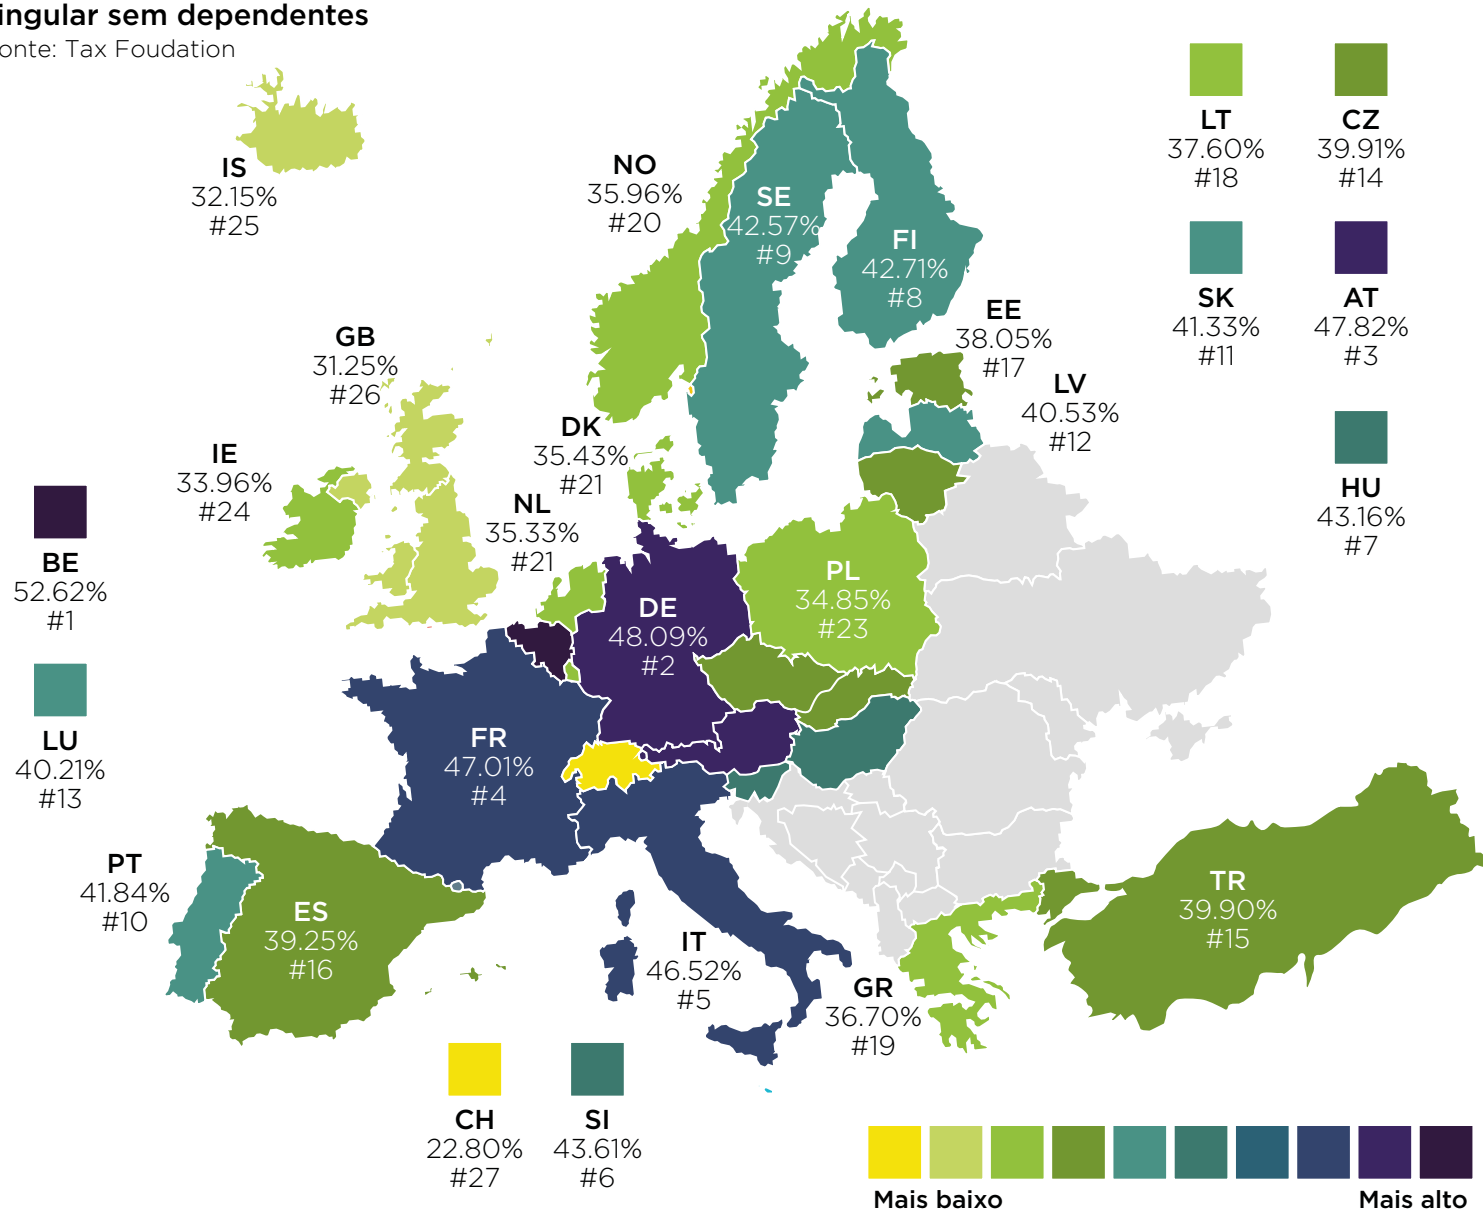 ingular sem dependentes
onte: Tax Foudation
IS
32.15%
#25
NO
35.96%
#20
SE
42.57%
#9
FI
42.71%
#8
LT
37.60%
#18
CZ
39.91%
#14
SK
41.33%
#11
AT
47.82%
#3
HU
43.16%
#7
EE
38.05%
#17
LV
40.53%
#12
GB
31.25%
#26
IE
33.96%
#24
DK
35.43%
#21
NL
35.33%
#21
BE
52.62%
#1
LU
40.21%
#13
DE
48.09%
#2
PL
34.85%
#23
FR
47.01%
#4
PT
41.84%
#10
ES
39.25%
#16
IT
46.52%
#5
GR
36.70%
#19
TR
39.90%
#15
CH
22.80%
#27
SI
43.61%
#6
Mais baixo
Mais alto